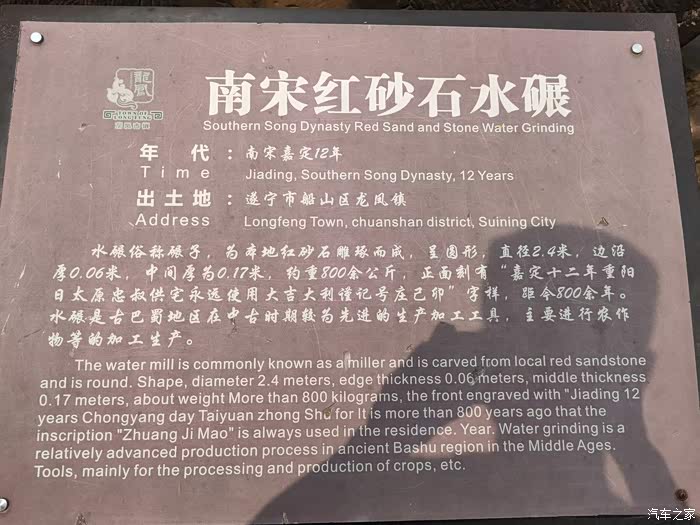 龍鳳
南宋红砂石水碾
Southern Song Dynasty Red Sand and Stone Water Grinding
年 代 : 南宋嘉定12年
Time Jiading, Southern Song Dynasty, 12 Years
出土地 : 遂宁市船山区龙凤镇
Address Longfeng Town, chuanshan district, Suining City
水碾俗称碾子，为本地红砂石雕琢而成，呈圆形，直径2.4米，边沿
厚0.06米，中间厚为0.17米，约重800余公斤，正面刺有“嘉定十二年重阳
日太原忠叔供宅永远使用大吉大利谨记号庄己卯”字样，距今800余年。
水碾是古巴蜀地区在中古时期较为先进的生产加工工具，主要进行农作
物等的加工生产。
The water mill is commonly known as a miller and is carved from local red sandstone
and is round. Shape, diameter 2.4 meters, edge thickness 0.06 meters, middle thickness
0.17 meters, about weight More than 800 kilograms, the front engraved with "Jiading 12
years Chongyang day Taiyuan zhong Shu for It is more than 800 years ago that the
inscription "Zhuang Ji Mao" is always used in the residence. Year. Water grinding is a
relatively advanced production process in ancient Bashu region in the Middle Ages.
Tools, mainly for the processing and production of crops, etc.
汽车之家